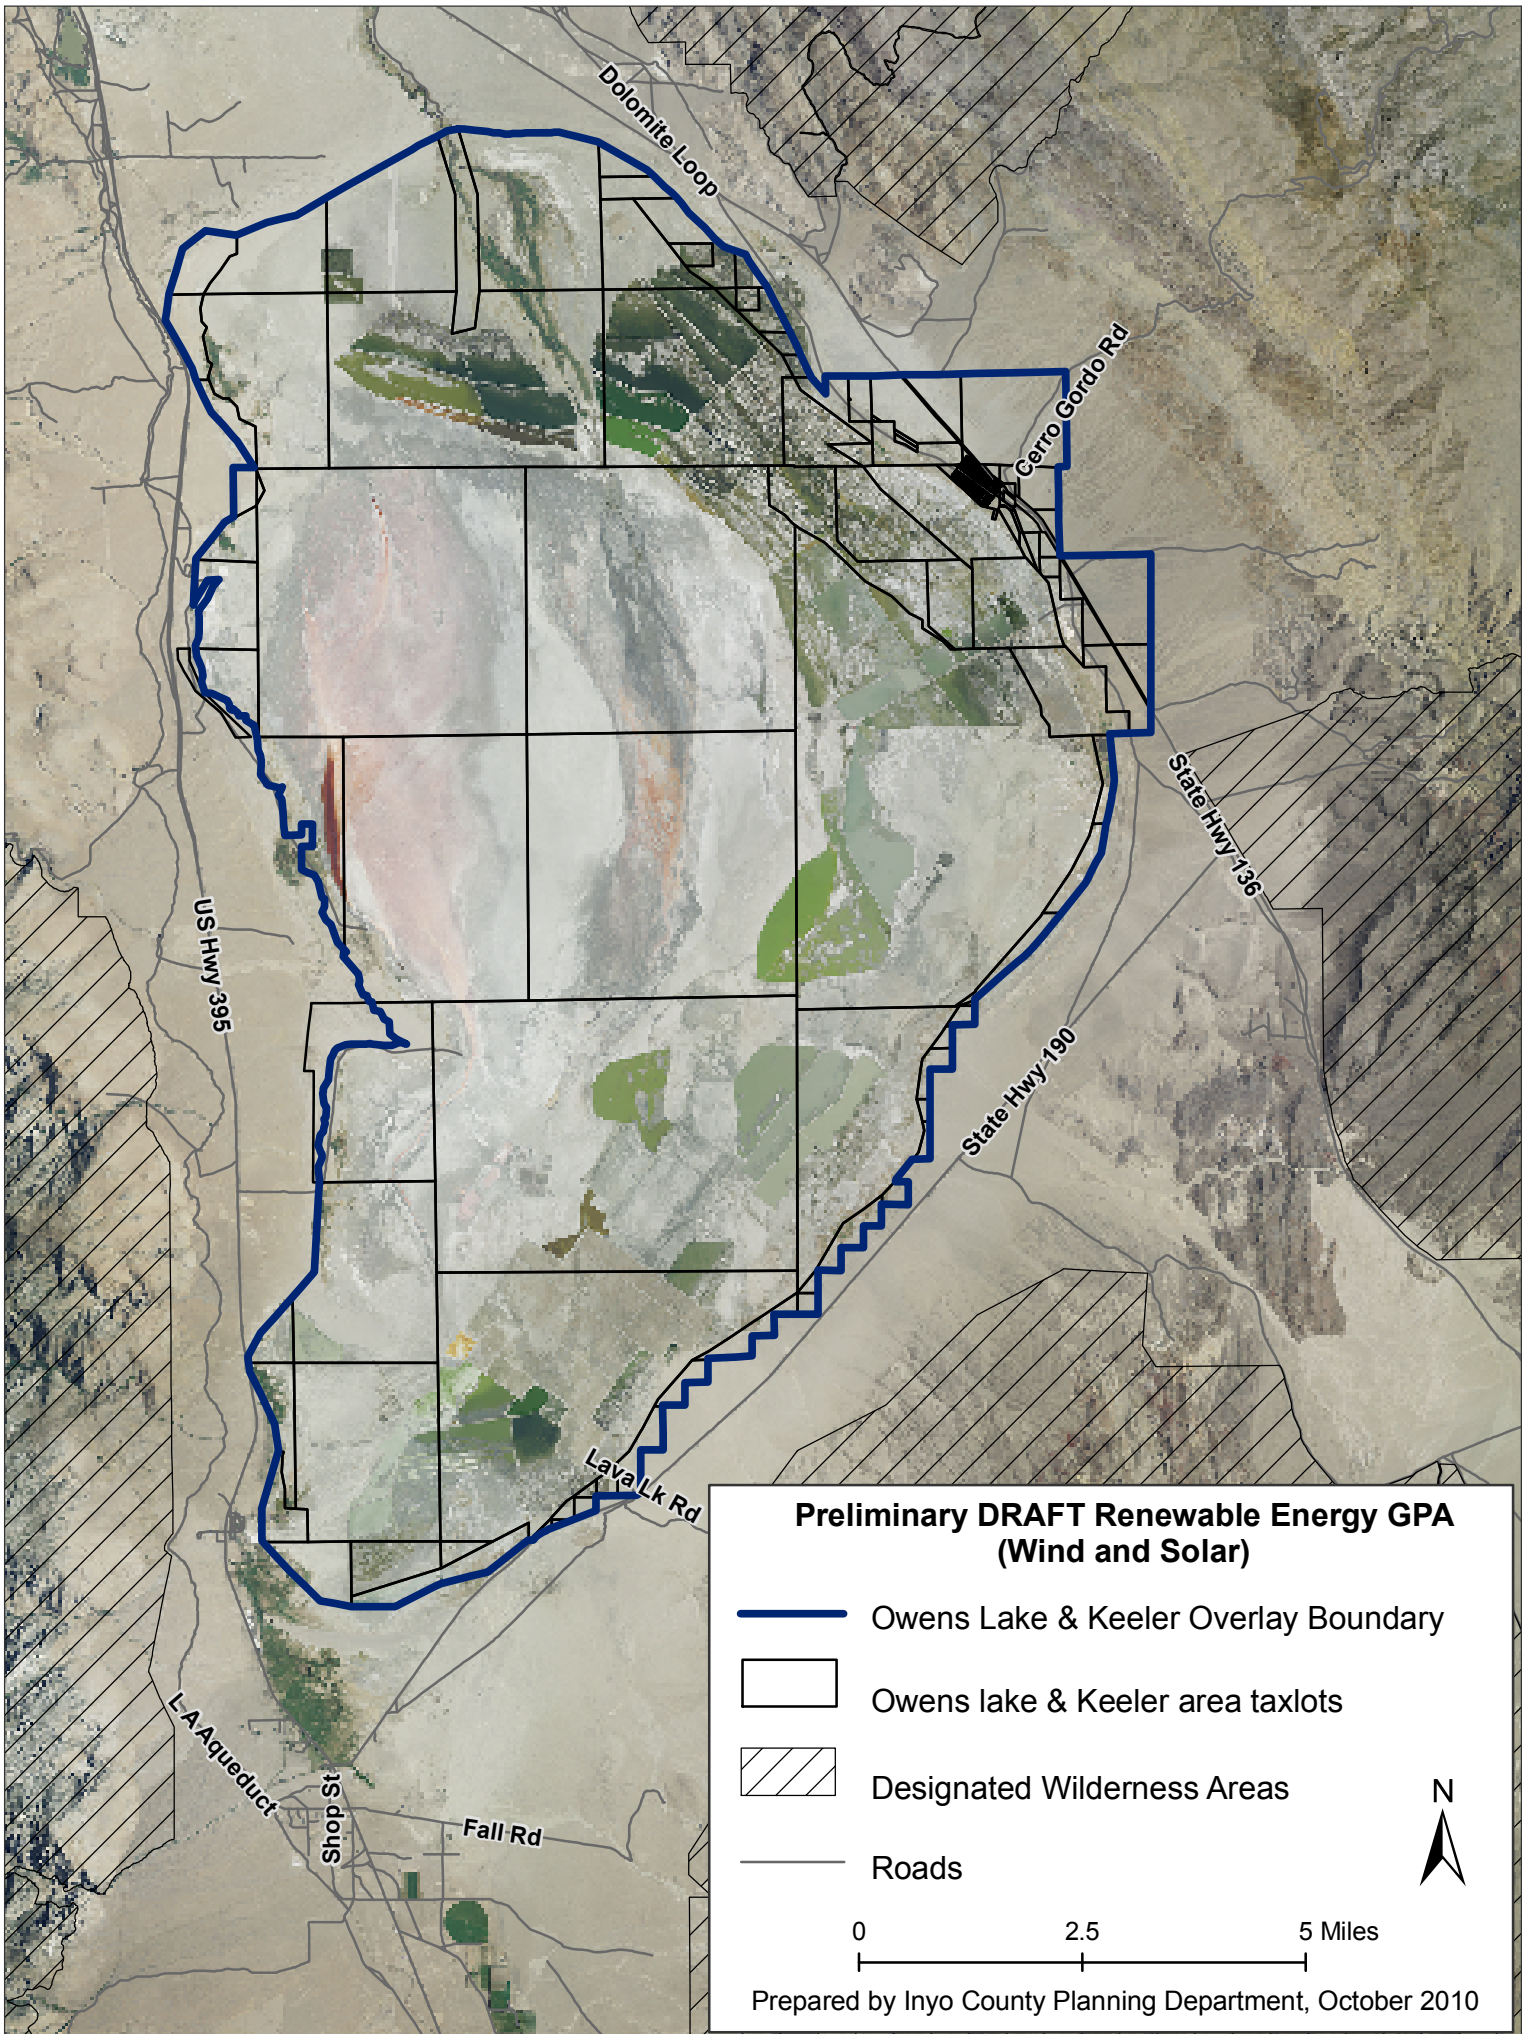 Dolomite Loop
Cerro Gordo Rd
State Hwy 136
US Hwy 395
State Hwy 190
Lava Lk Rd
L A Aqueduct
Shop St
Fall Rd
Preliminary DRAFT Renewable Energy GPA
(Wind and Solar)
Owens Lake & Keeler Overlay Boundary
Owens lake & Keeler area taxlots
Designated Wilderness Areas
N
Roads
0 2.5 5 Miles
Prepared by Inyo County Planning Department, October 2010